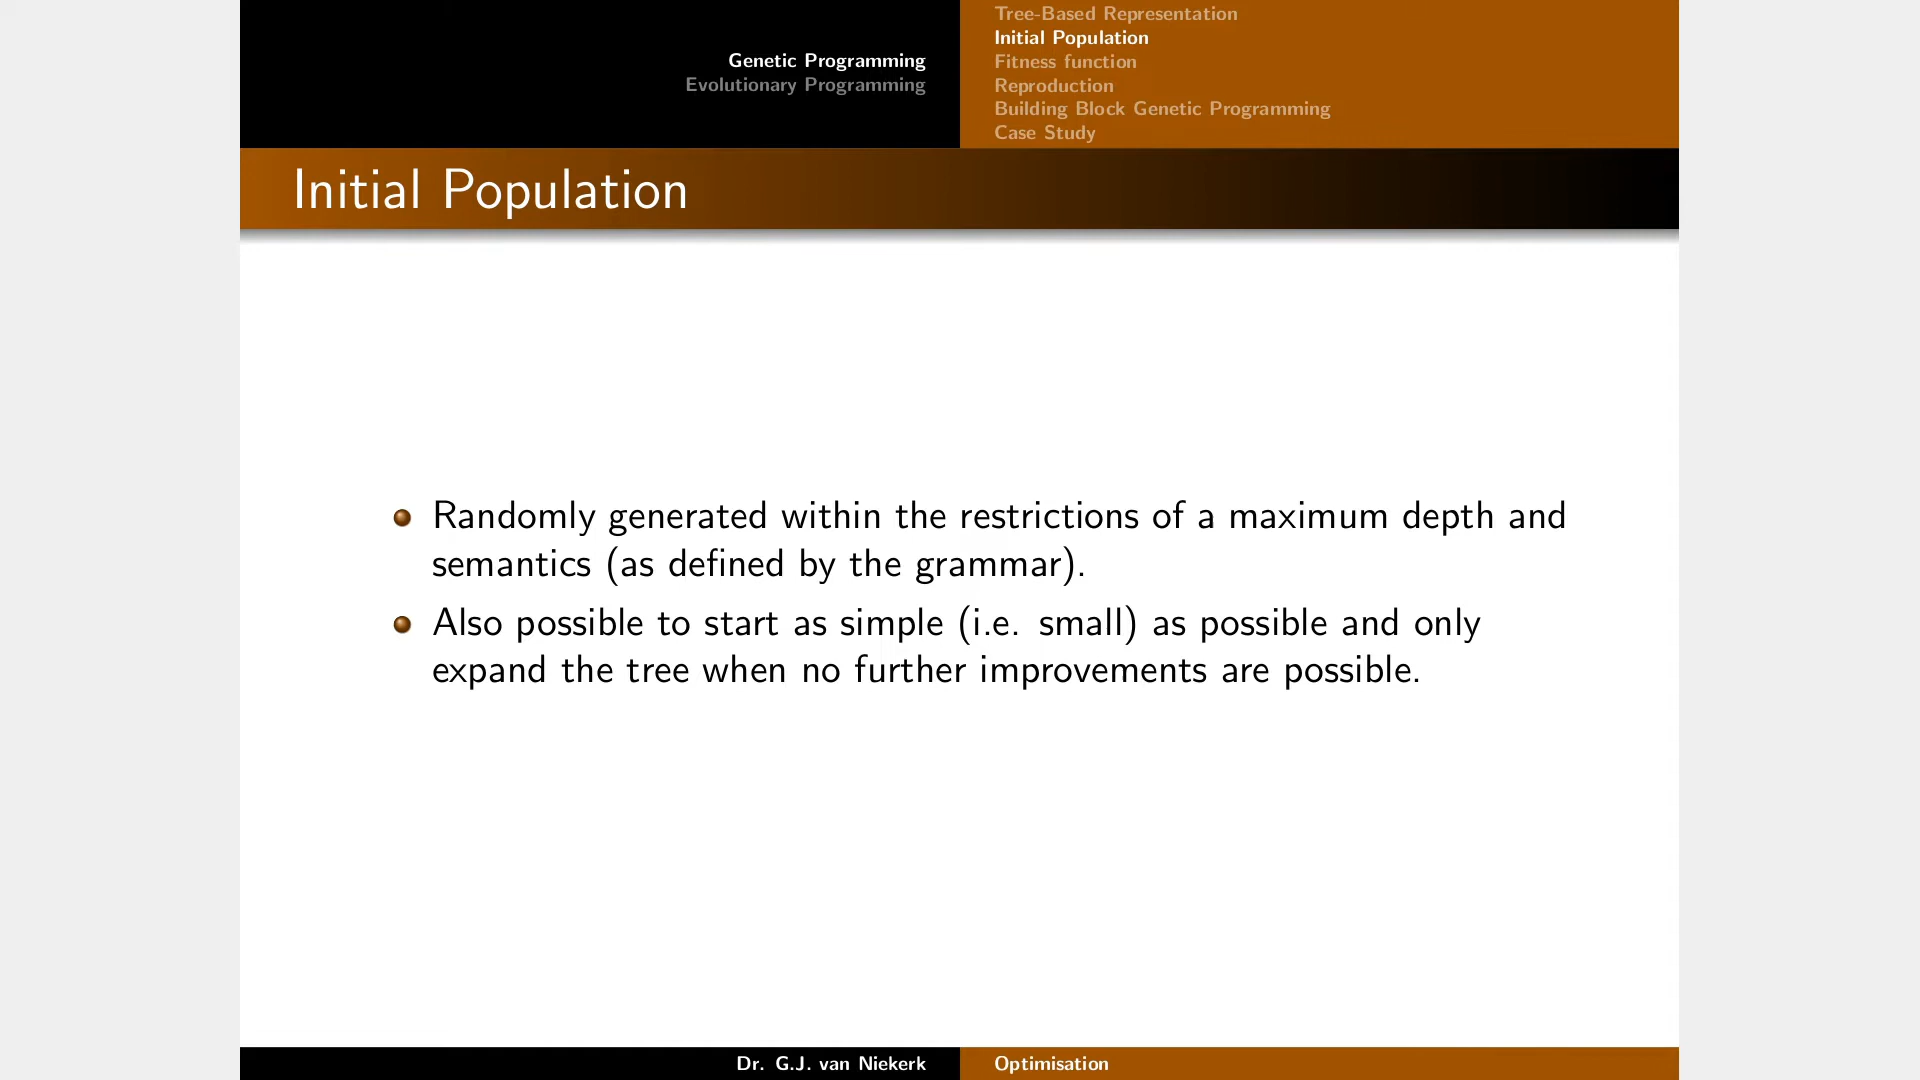 Genetic Programming
Evolutionary Programming
Tree-Based Representation
Initial Population
Fitness function
Reproduction
Building Block Genetic Programming
Case Study
Initial Population
Randomly generated within the restrictions of a maximum depth and
semantics (as defined by the grammar).
Also possible to start as simple (i.e. small) as possible and only
expand the tree when no further improvements are possible.
Dr. G.J. van Niekerk
Optimisation